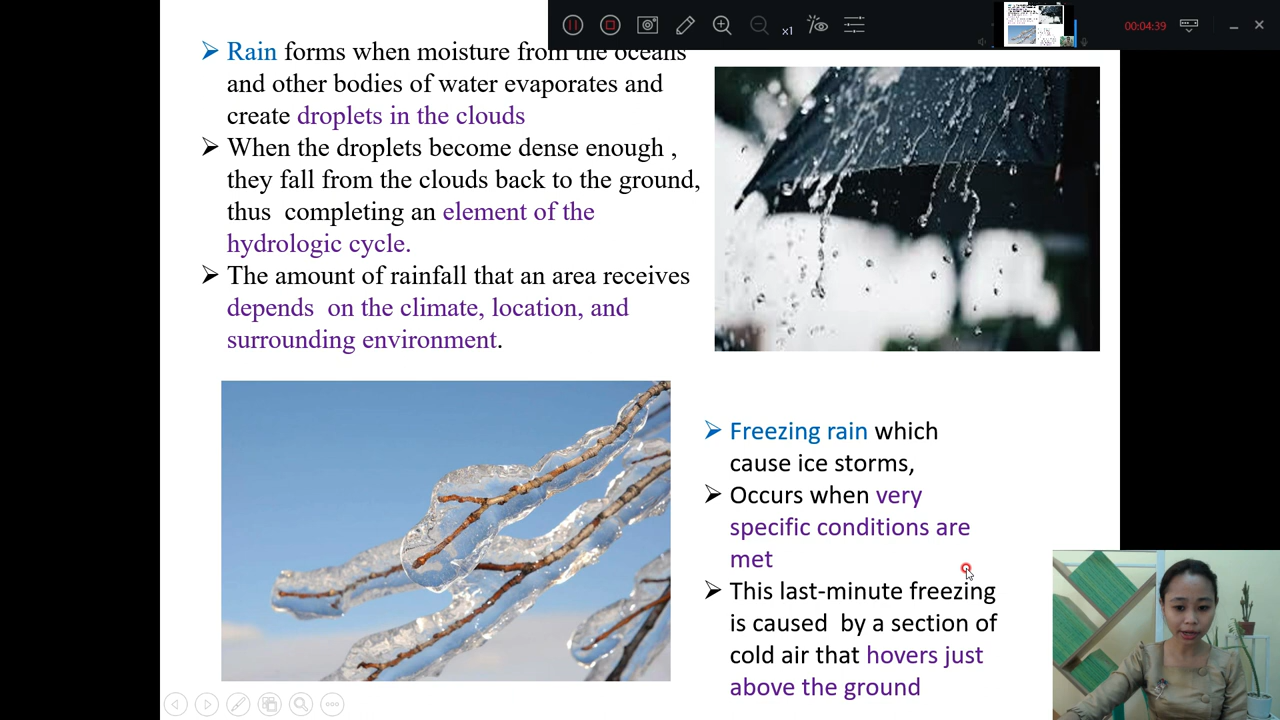 x1
00:04:39
➢ Rain forms when moisture from the oceans
and other bodies of water evaporates and
create droplets in the clouds
➢ When the droplets become dense enough ,
they fall from the clouds back to the ground,
thus completing an element of the
hydrologic cycle.
➢ The amount of rainfall that an area receives
depends on the climate, location, and
surrounding environment.
➢ Freezing rain which
cause ice storms,
➢ Occurs when very
specific conditions are
met
➢ This last-minute freezing
is caused by a section of
cold air that hovers just
above the ground